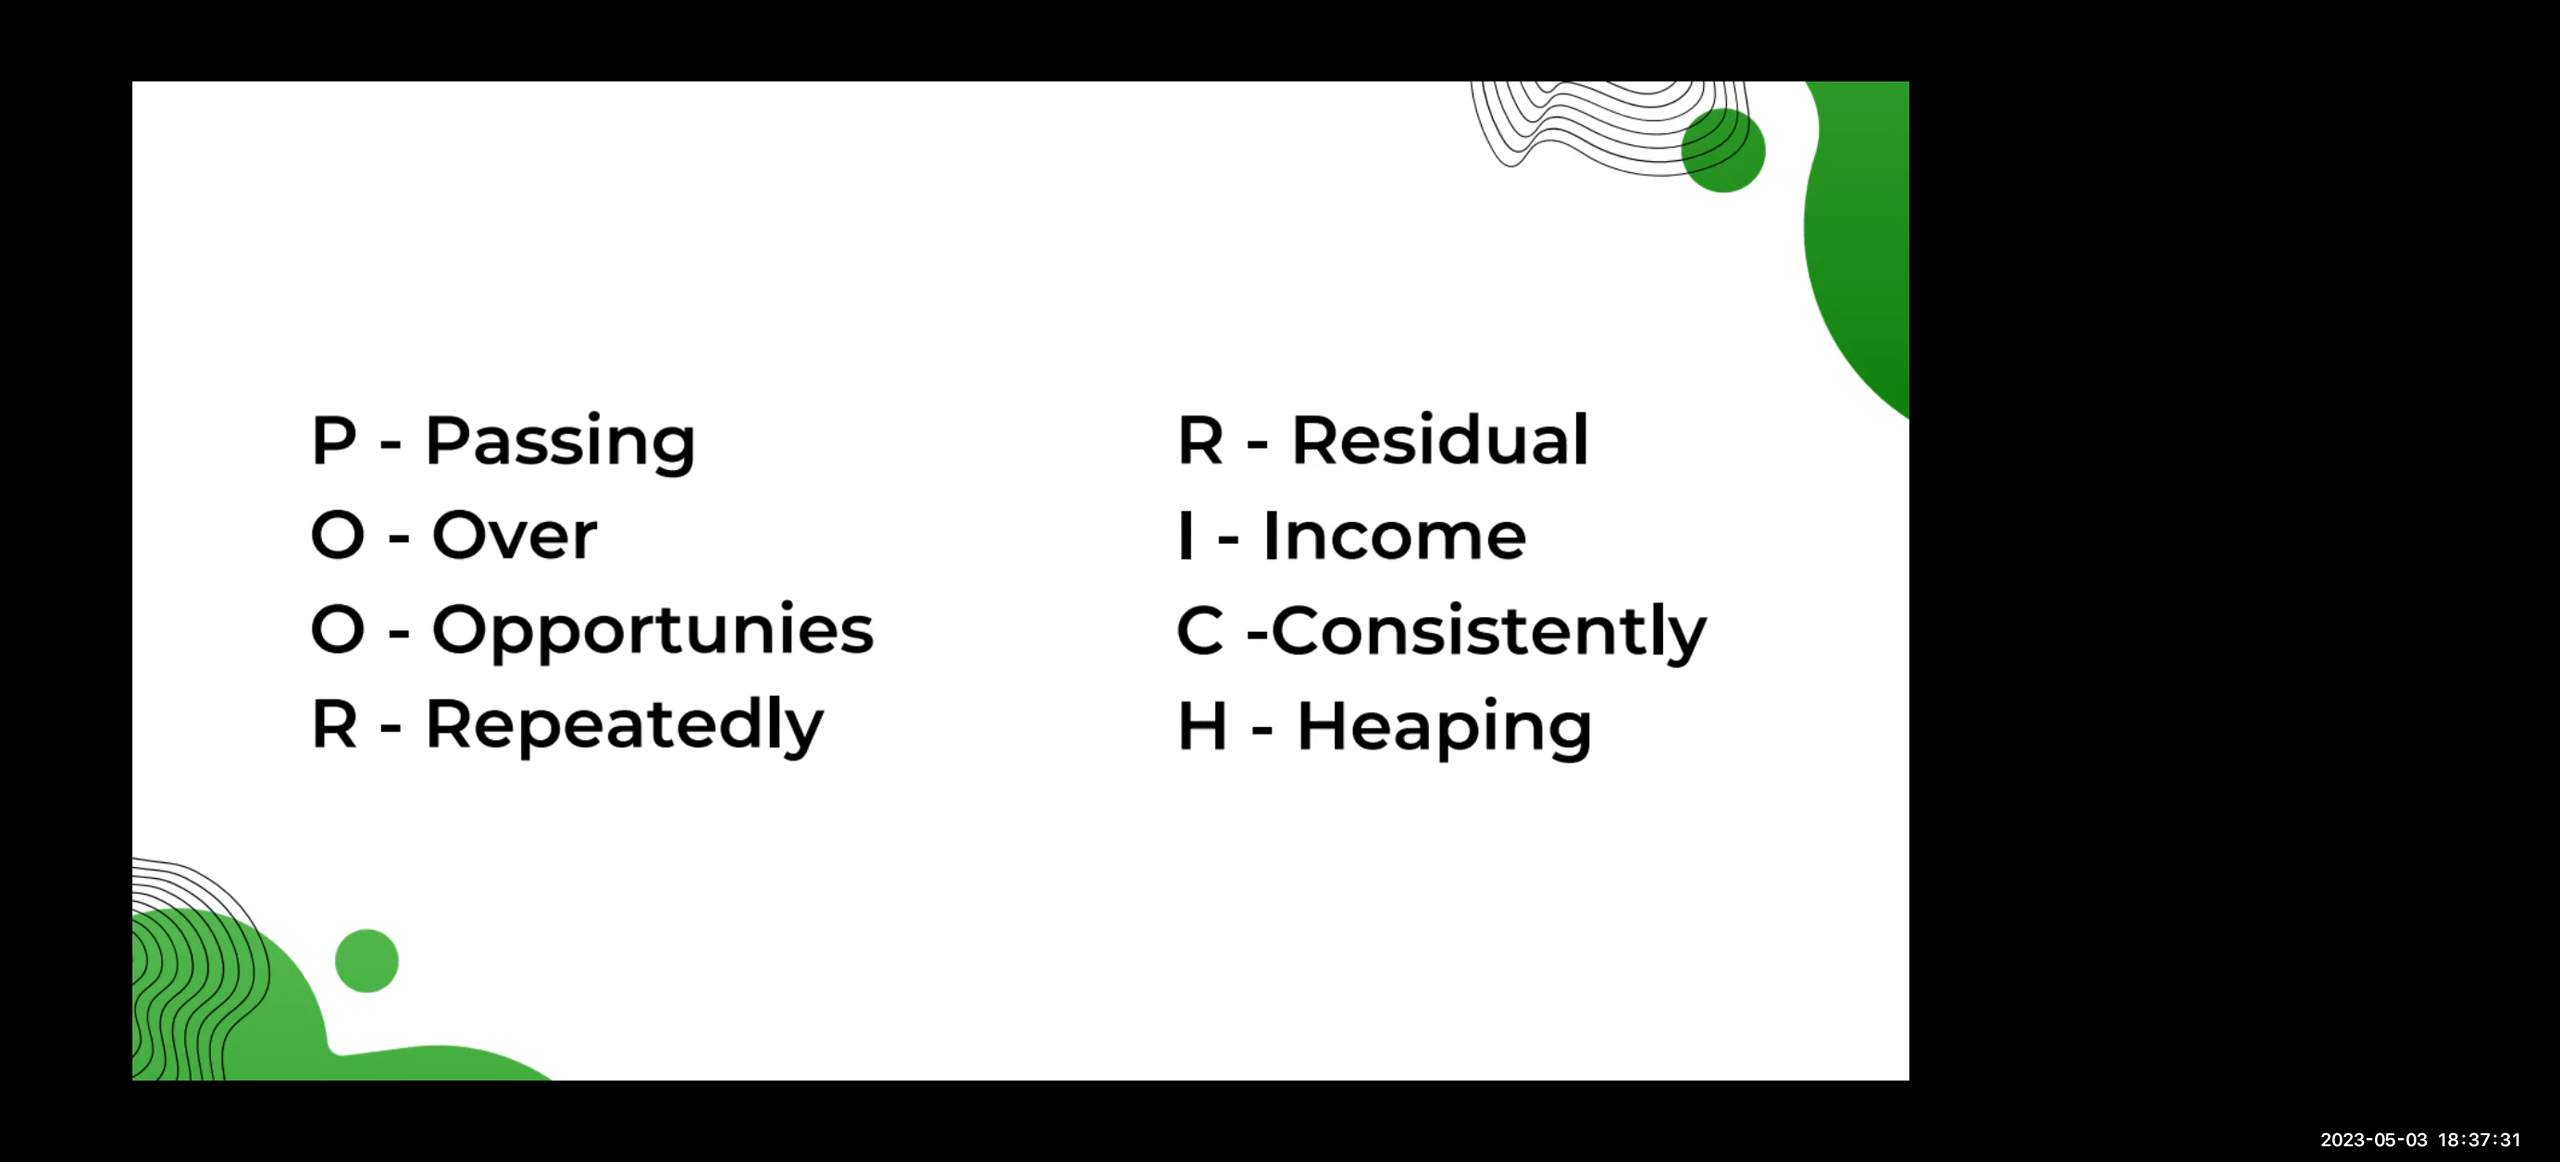 P - Passing
O - Over
O - Opportunies
R - Repeatedly
R - Residual
I - Income
C -Consistently
H - Heaping
2023-05-03 18:37:31